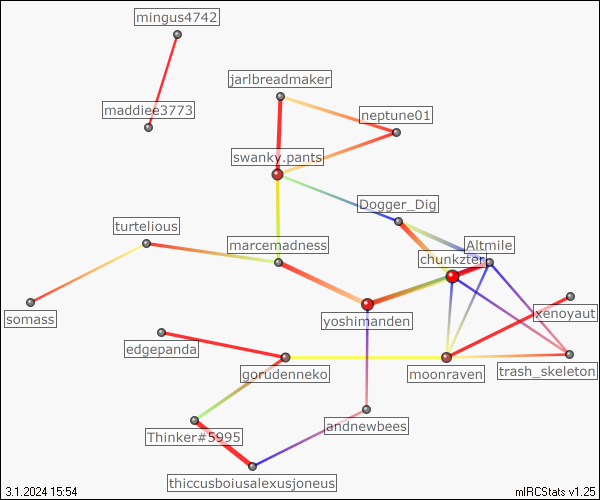 mingus4742
jarlbreadmaker
maddiee3773
neptune01
swanky.pants
Dogger_Dig
turtelious
marcemadness
Altmile
chunkzter
somass
yoshimanden
xenoyaut
edgepanda
gorudenneko
moonraven
trash_skeleton
andnewbees
Thinker#5995
thiccusboiusalexusjoneus
3.1.2024 15:54
mIRCStats v1.25